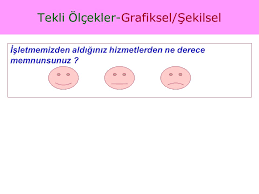 Tekli Ölçekler-Grafiksel/Şekilsel
İşletmemizden aldığınız hizmetlerden ne derece
memnunsunuz ?